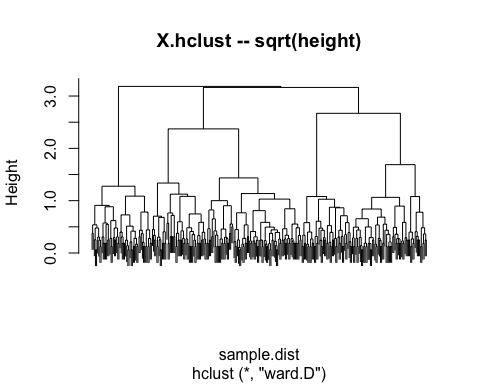 X.hclust -- sqrt(height)
Height
3.0
2.0
1.0
0.0
sample.dist
hclust (*, "ward.D")